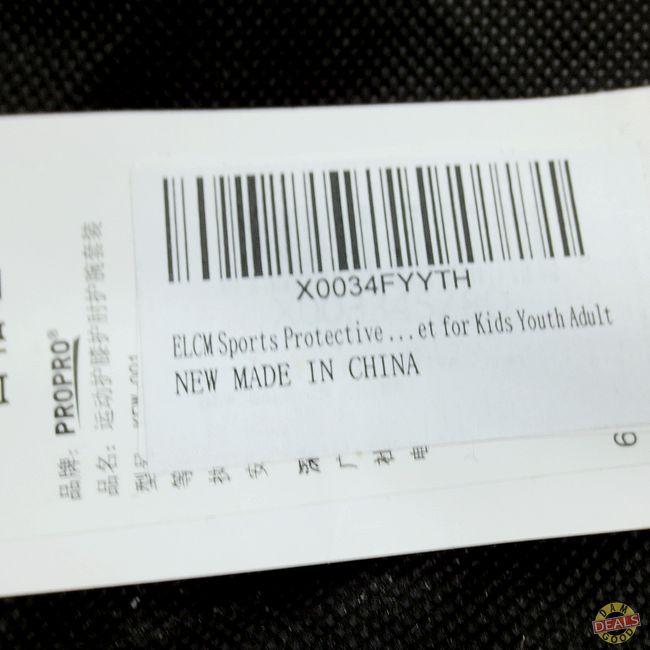 X0034FYYTH
ELCM Sports Protective ...et for Kids Youth Adult
NEW MADE IN CHINA
品牌: PROPRO®
品名: 运动护膝护肘护腕套装
DAM
DEALS
GOOD